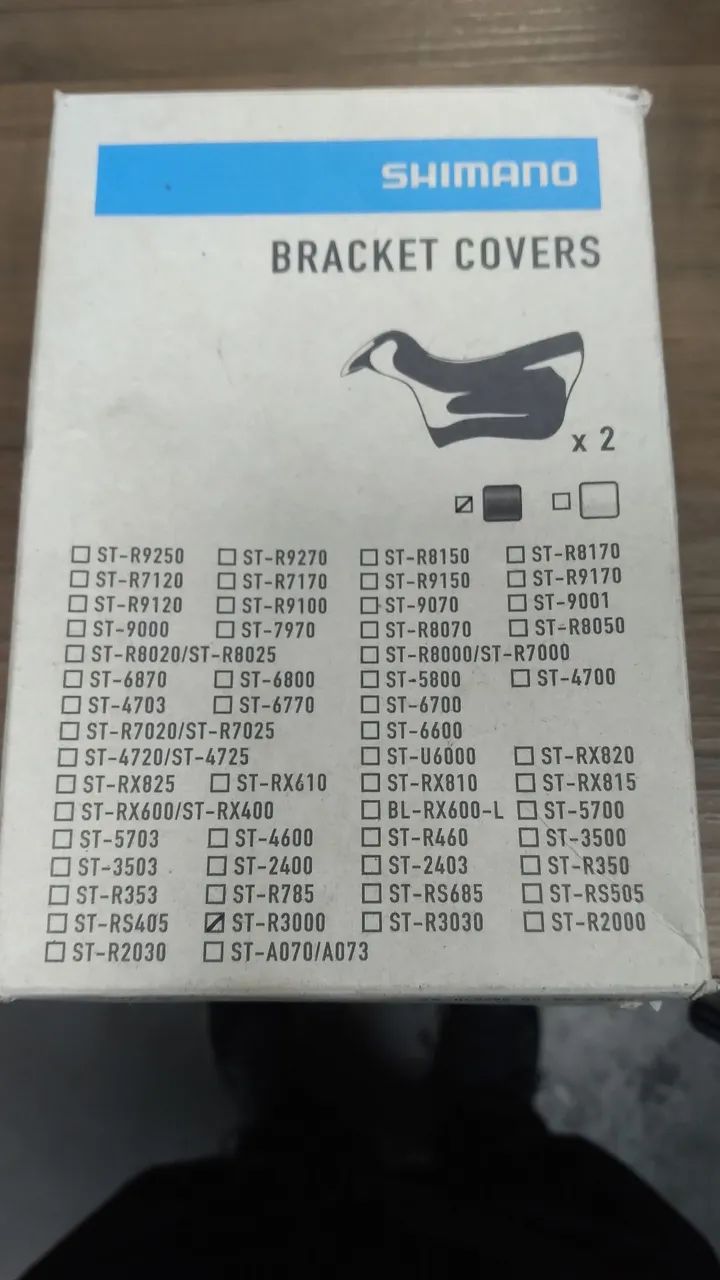 SHIMANO
BRACKET COVERS
x 2
ST-R9250 ST-R9270 ST-R8150 ST-R8170
ST-R7120 ST-R7170 ST-R9150 ST-R9170
ST-R9120 ST-R9100 ST-9070 ST-9001
ST-9000 ST-7970 ST-R8070 ST-R8050
ST-R8020/ST-R8025 ST-R8000/ST-R7000
ST-6870 ST-6800 ST-5800 ST-4700
ST-4703 ST-6770 ST-6700
ST-R7020/ST-R7025 ST-6600
ST-4720/ST-4725 ST-U6000 ST-RX820
ST-RX825 ST-RX610 ST-RX810 ST-RX815
ST-RX600/ST-RX400 BL-RX600-L ST-5700
ST-5703 ST-4600 ST-R460 ST-3500
ST-3503 ST-2400 ST-2403 ST-R350
ST-R353 ST-R785 ST-RS685 ST-RS505
ST-RS405 ST-R3000 ST-R3030 ST-R2000
ST-R2030 ST-A070/A073